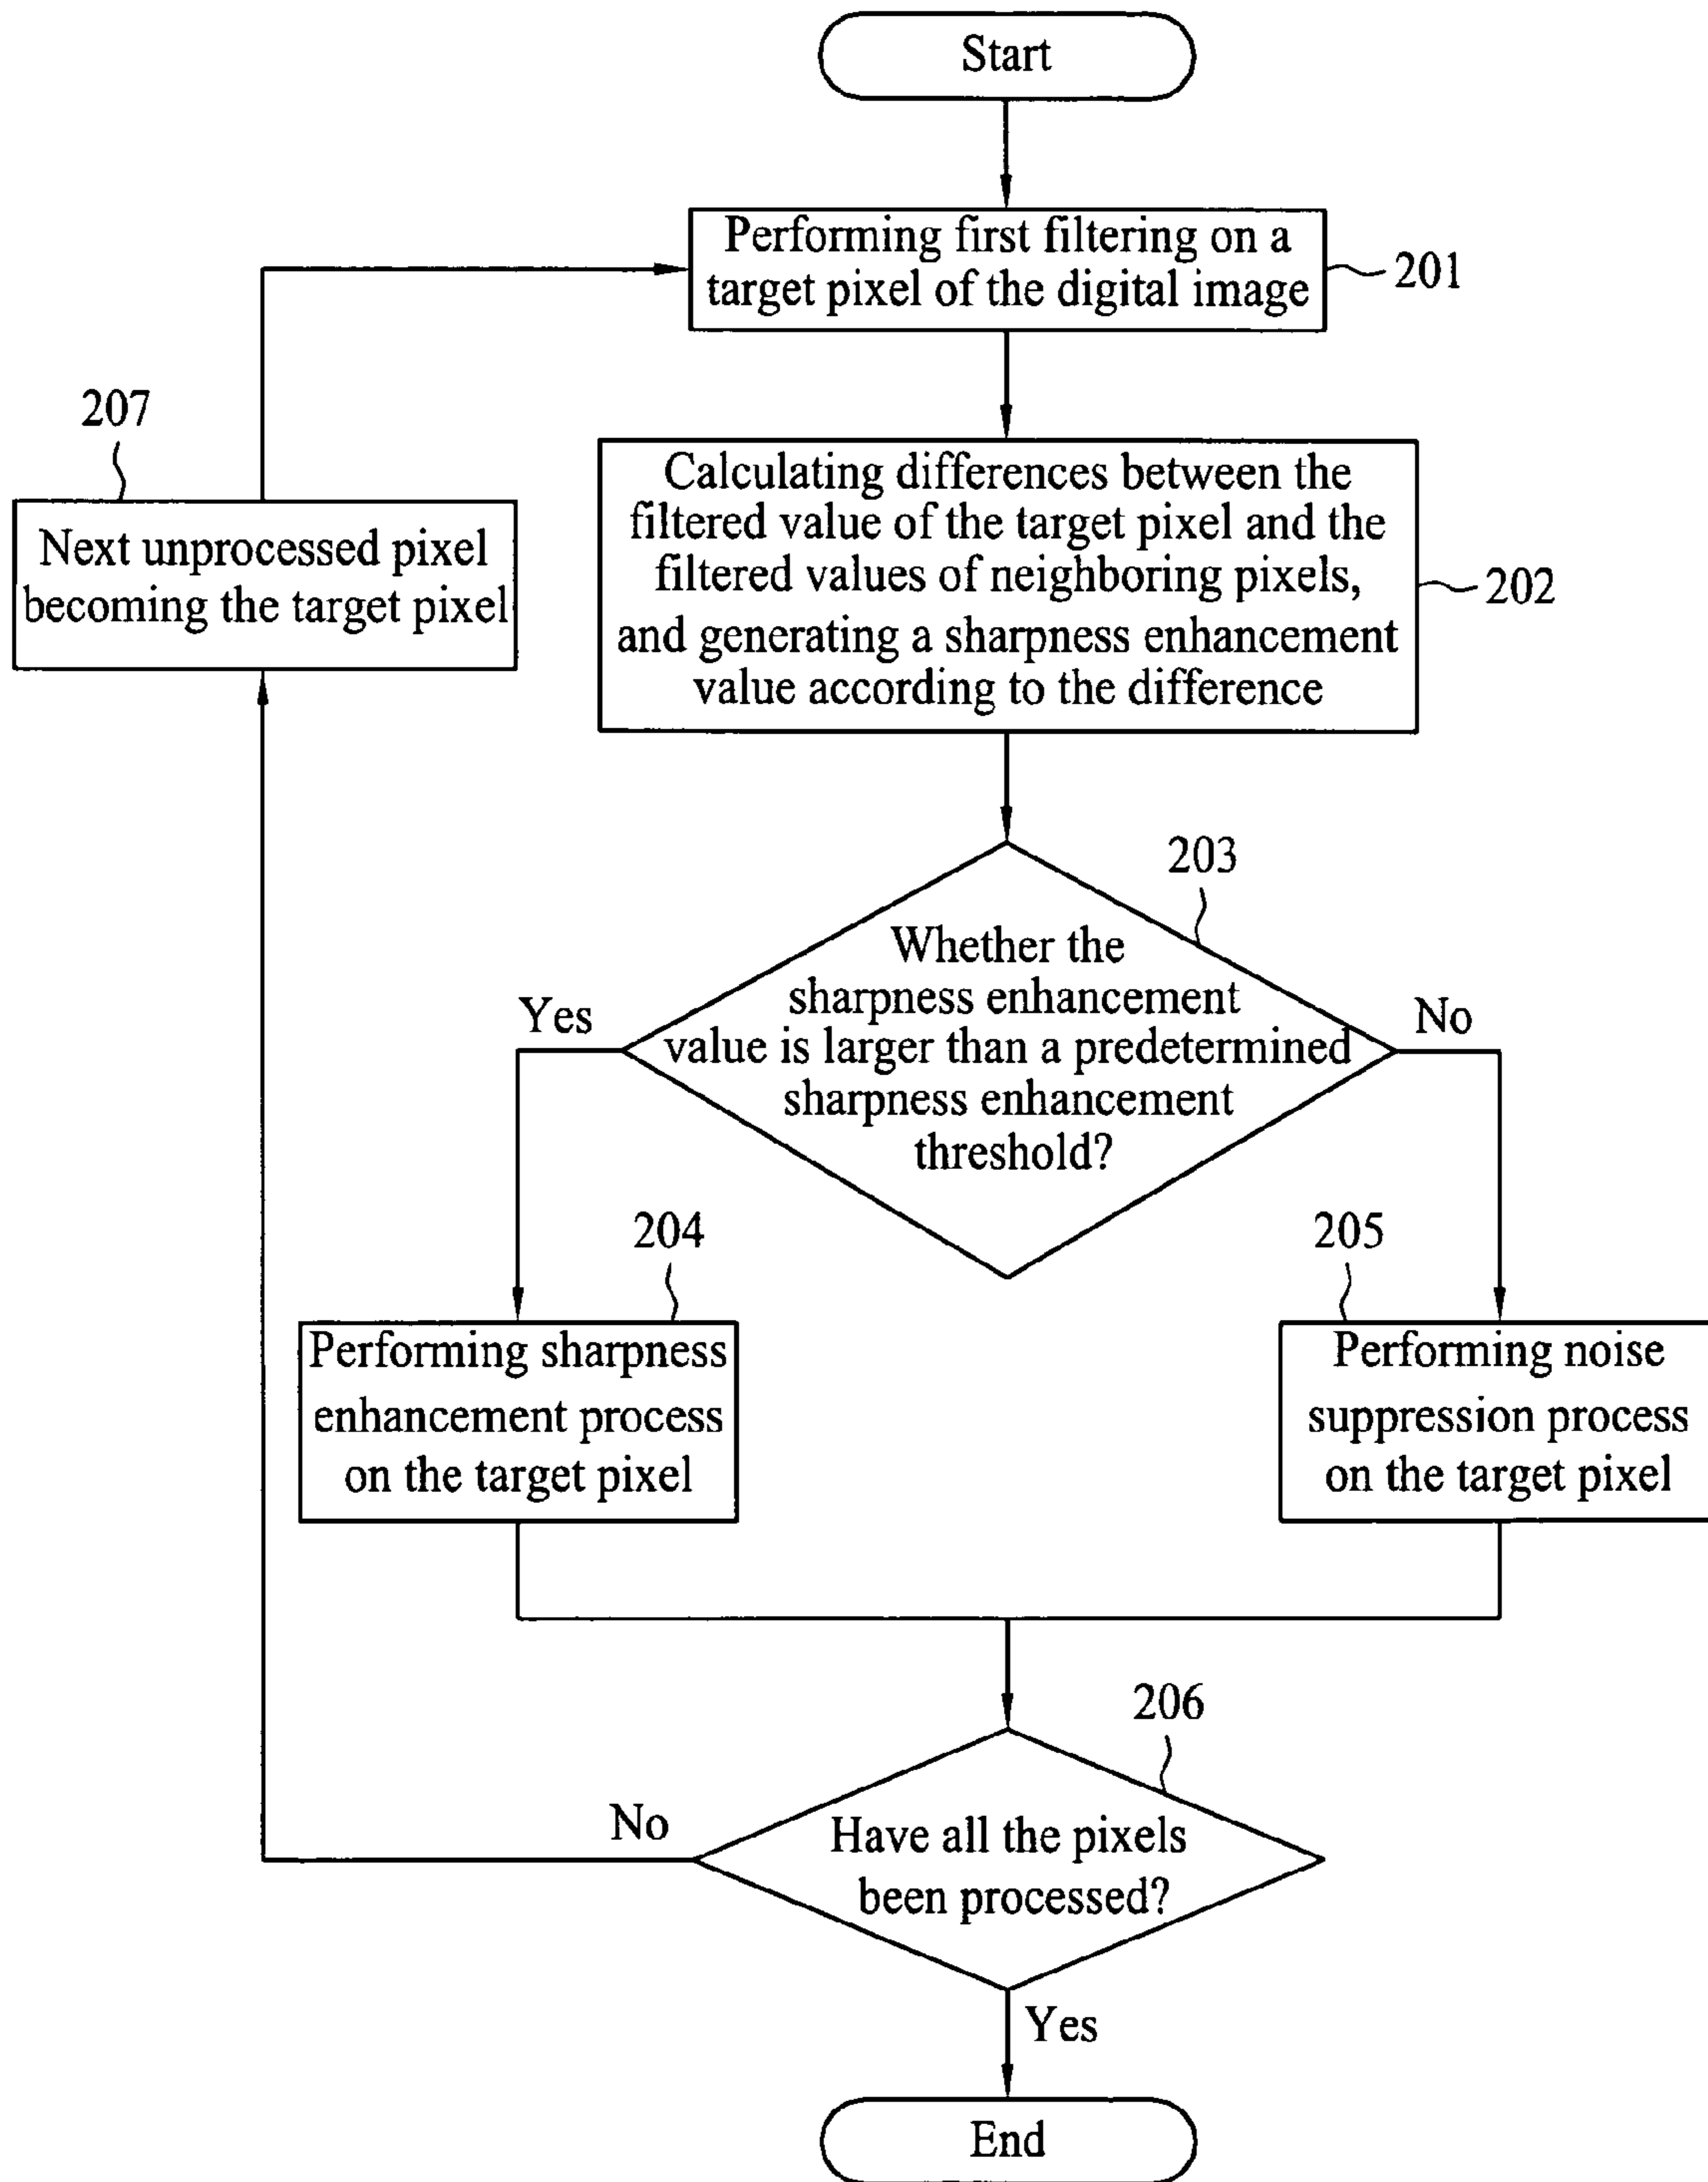 Start
Performing first filtering on a
target pixel of the digital image
201
207
Next unprocessed pixel
becoming the target pixel
Calculating differences between the
filtered value of the target pixel and the
filtered values of neighboring pixels,
and generating a sharpness enhancement
value according to the difference
202
203
Whether the
sharpness enhancement
value is larger than a predetermined
sharpness enhancement
threshold?
Yes
No
204
Performing sharpness
enhancement process
on the target pixel
205
Performing noise
suppression process
on the target pixel
206
Have all the pixels
been processed?
No
Yes
End